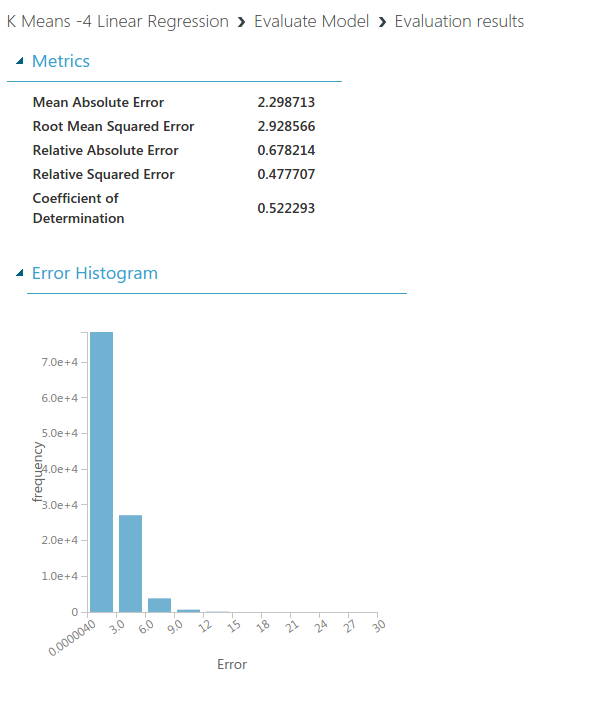 K Means -4 Linear Regression ❯ Evaluate Model ❯ Evaluation results
Metrics
Mean Absolute Error 2.298713
Root Mean Squared Error 2.928566
Relative Absolute Error 0.678214
Relative Squared Error 0.477707
Coefficient of
Determination 0.522293
Error Histogram
7.0e+4
6.0e+4
5.0e+4
4.0e+4
3.0e+4
2.0e+4
1.0e+4
0
frequency
0.0000040 3.0 6.0 9.0 12 15 18 21 24 27 30
Error